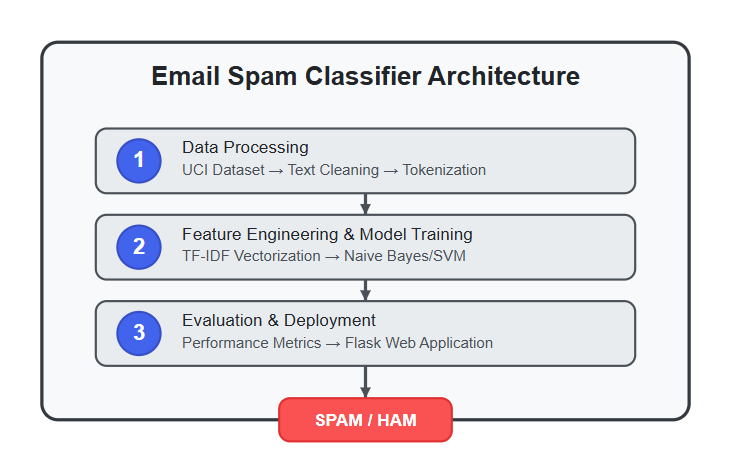 Email Spam Classifier Architecture
1
Data Processing
UCI Dataset → Text Cleaning → Tokenization
2
Feature Engineering & Model Training
TF-IDF Vectorization → Naive Bayes/SVM
3
Evaluation & Deployment
Performance Metrics → Flask Web Application
SPAM / HAM